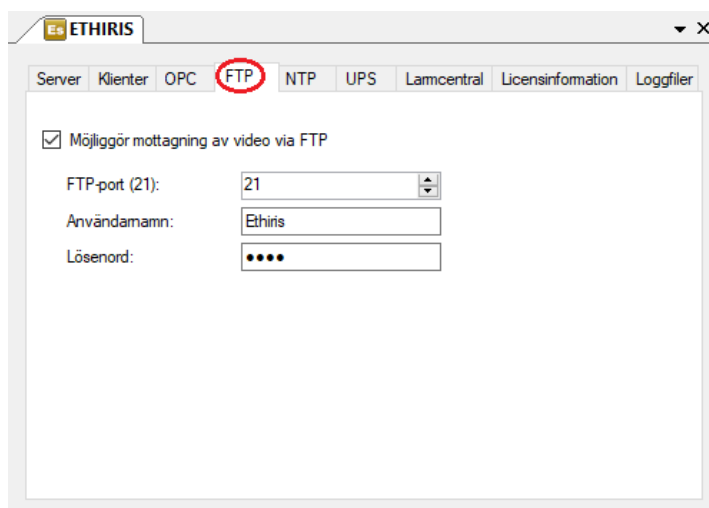 Es ETHIRIS
Server Klienter OPC FTP NTP UPS Larmcentral Licensinformation Loggfiler
Möjliggör mottagning av video via FTP
FTP-port (21): 21
Användarnamn: Ethiris
Lösenord: ●●●●